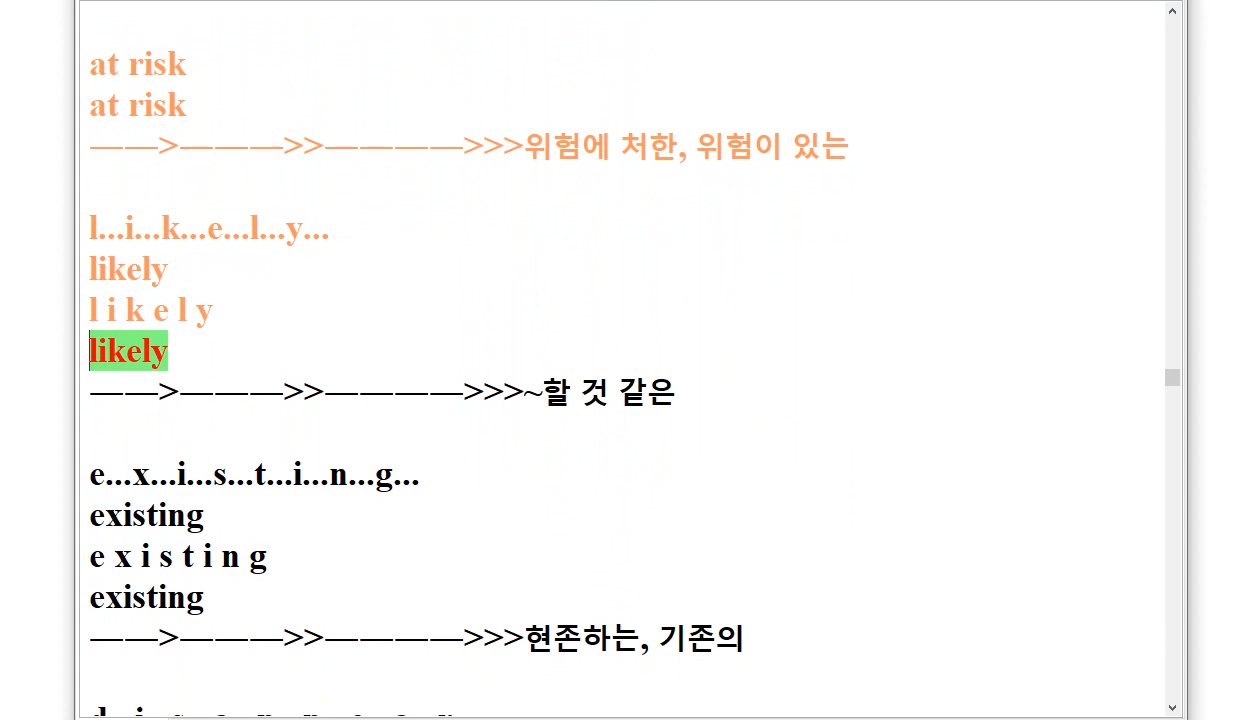 at risk
at risk
——>———>>————>>>위험에 처한, 위험이 있는
l...i...k...e...l...y...
likely
l i k e l y
likely
——>———>>————>>>~할 것 같은
e...x...i...s...t...i...n...g...
existing
e x i s t i n g
existing
——>———>>————>>>현존하는, 기존의